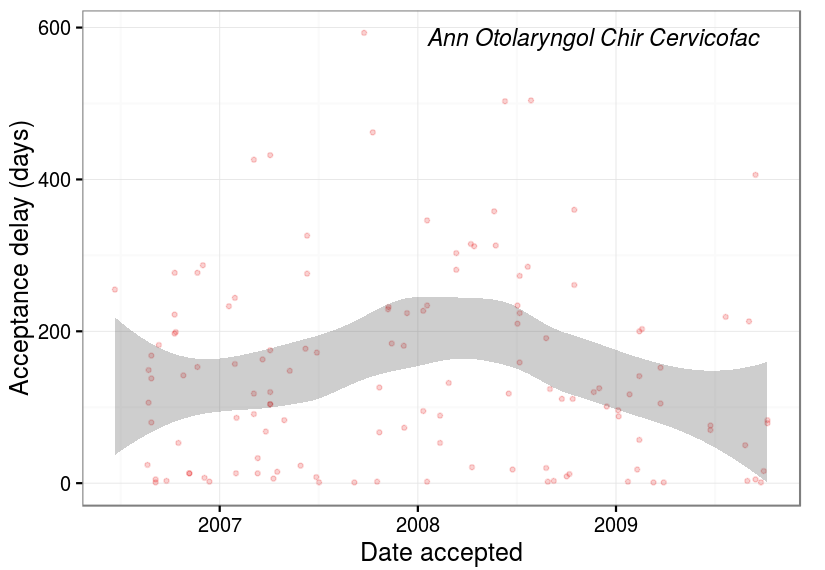 Ann Otolaryngol Chir Cervicofac
Acceptance delay (days)
600
400
200
0
2007 2008 2009
Date accepted